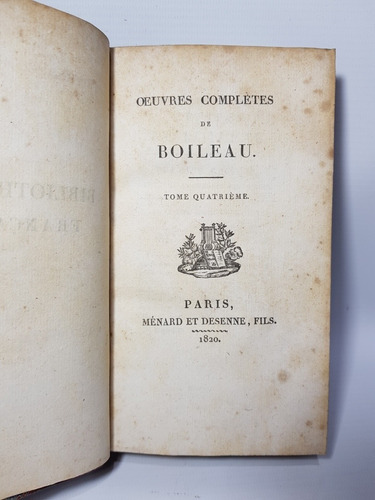 OEUVRES COMPLÈTES
DE
BOILEAU.
TOME QUATRIÈME.
PARIS,
MÉNARD ET DESENNE, FILS.
1820.